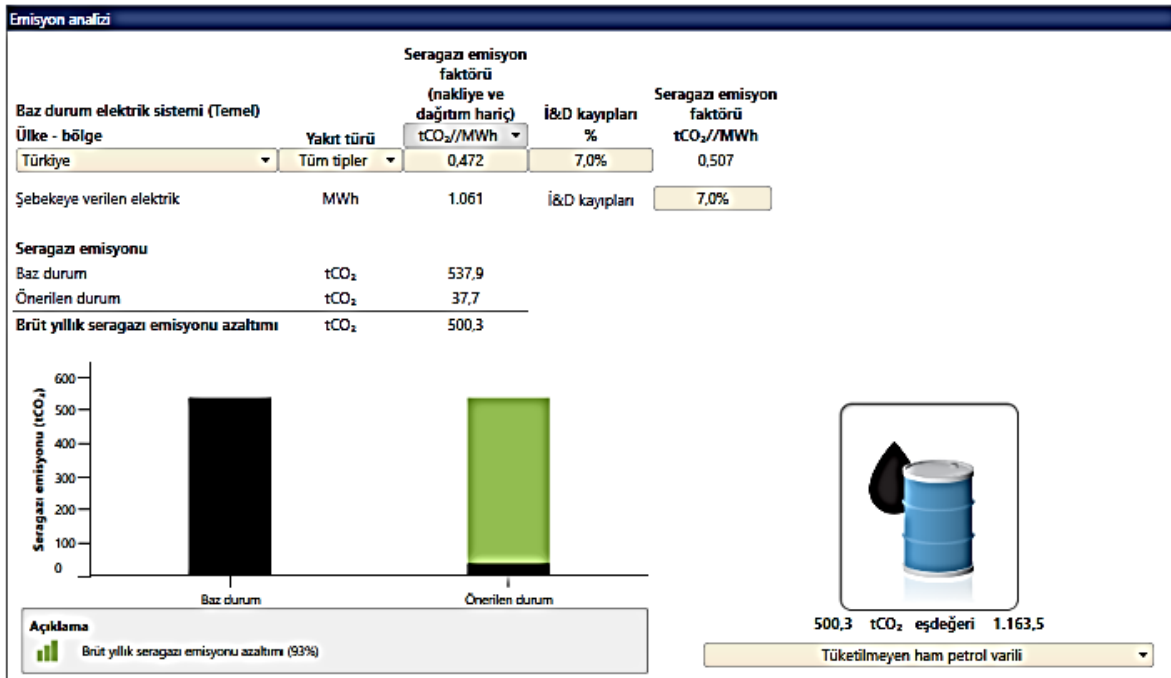 Emisyon analizi
Seragazı emisyon
faktörü
(nakliye ve
dağıtım hariç)
İ&D kayıpları
Seragazı emisyon
faktörü
Baz durum elektrik sistemi (Temel)
Ülke - bölge Yakıt türü tCO₂//MWh % tCO₂//MWh
Türkiye Tüm tipler 0,472 7,0% 0,507
Şebekeye verilen elektrik MWh 1.061 İ&D kayıpları 7,0%
Seragazı emisyonu
Baz durum tCO₂ 537,9
Önerilen durum tCO₂ 37,7
Brüt yıllık seragazı emisyonu azaltımı tCO₂ 500,3
Seragazı emisyonu (tCO₂)
600
500
400
300
200
100
0
Baz durum Önerilen durum
Açıklama
Brüt yıllık seragazı emisyonu azaltımı (93%)
500,3 tCO₂ eşdeğeri 1.163,5
Tüketilmeyen ham petrol varili